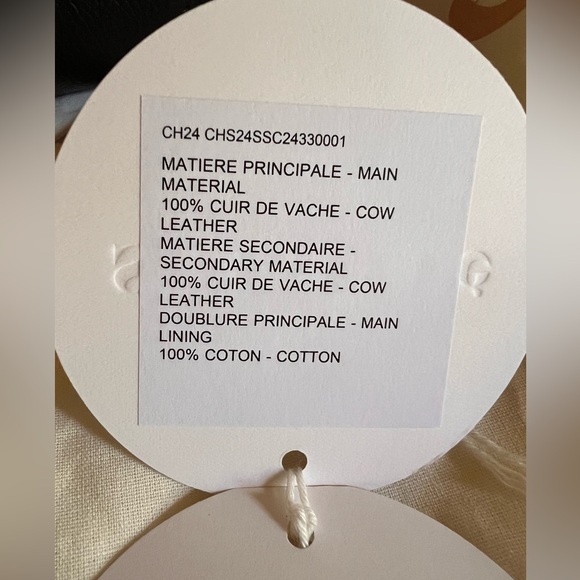 CH24 CHS24SSC24330001
MATIERE PRINCIPALE - MAIN
MATERIAL
100% CUIR DE VACHE - COW
LEATHER
MATIERE SECONDAIRE -
SECONDARY MATERIAL
100% CUIR DE VACHE - COW
LEATHER
DOUBLURE PRINCIPALE - MAIN
LINING
100% COTON - COTTON